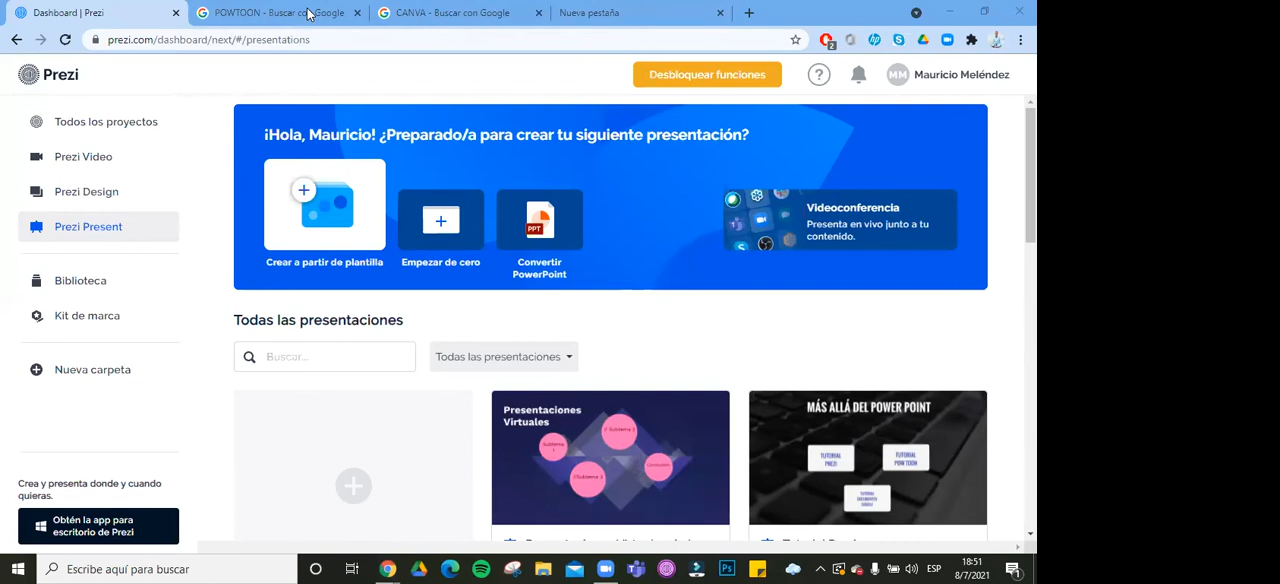 Dashboard | Prezi
POWTOON - Buscar con Google
CANVA - Buscar con Google
Nueva pestaña
prezi.com/dashboard/next/#/presentations
2
Prezi
Desbloquear funciones
?
MM
Mauricio Meléndez
Todos los proyectos
Prezi Video
Prezi Design
Prezi Present
Biblioteca
Kit de marca
Nueva carpeta
Crea y presenta donde y cuando
quieras.
Obtén la app para
escritorio de Prezi
¡Hola, Mauricio! ¿Preparado/a para crear tu siguiente presentación?
Crear a partir de plantilla
Empezar de cero
PPT
Convertir
PowerPoint
Videoconferencia
Presenta en vivo junto a tu
contenido.
Todas las presentaciones
Buscar...
Todas las presentaciones
Presentaciones
Virtuales
MÁS ALLÁ DEL POWER POINT
TUTORIAL
PREZI
TUTORIAL
POW TOON
Escribe aquí para buscar
Ps
ESP
18:51
8/7/2021
1